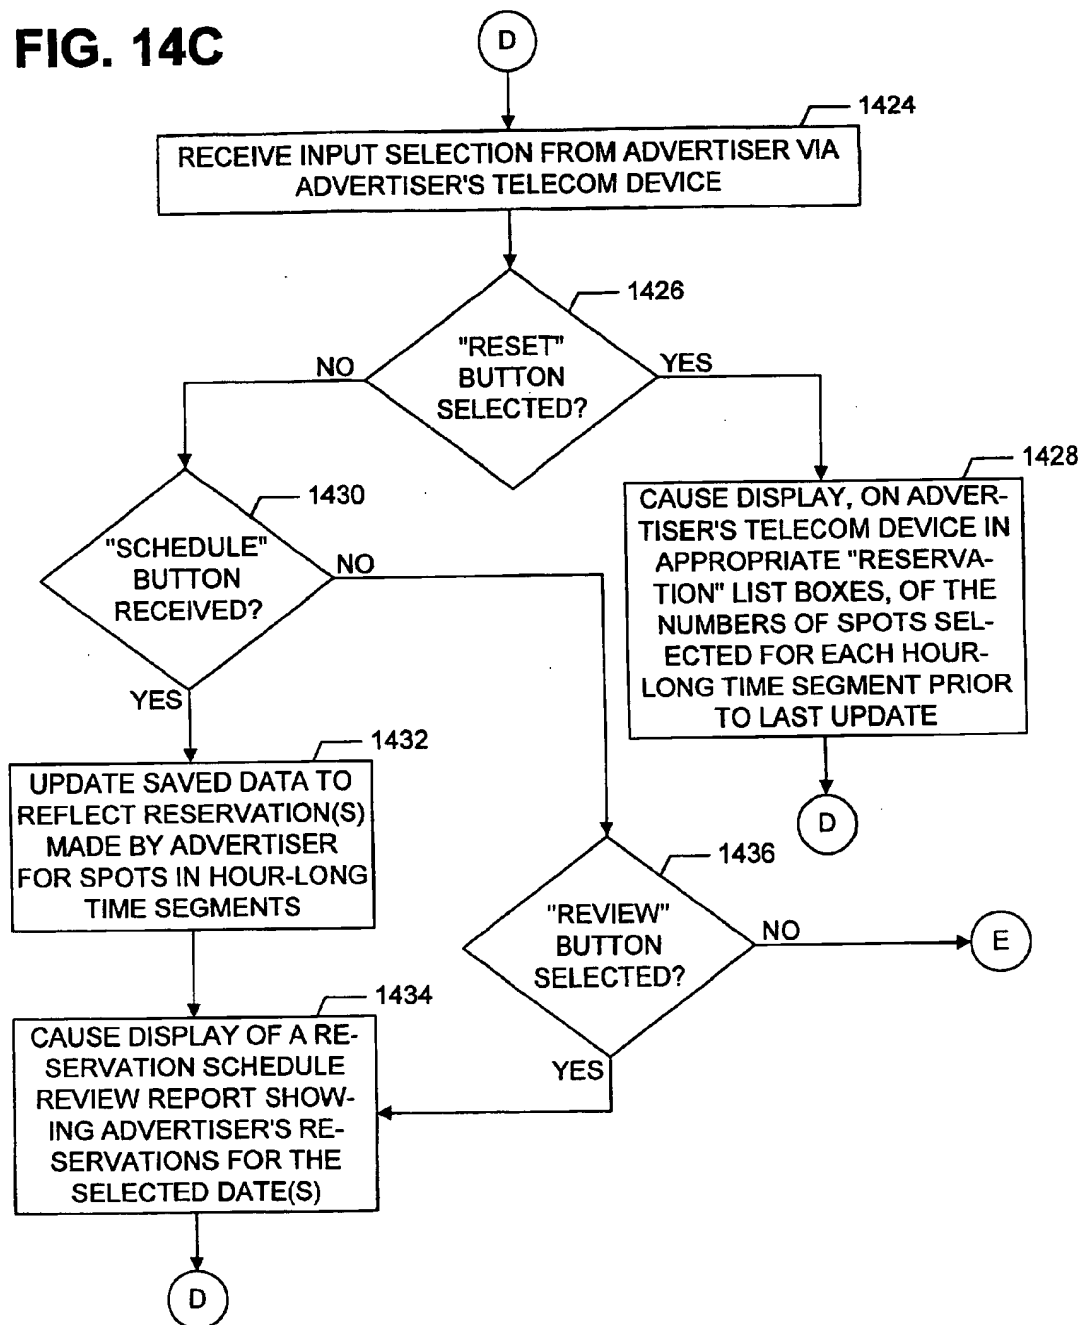 FIG. 14C
D
1424
RECEIVE INPUT SELECTION FROM ADVERTISER VIA
ADVERTISER'S TELECOM DEVICE
1426
"RESET"
BUTTON
SELECTED?
NO
YES
1428
CAUSE DISPLAY, ON ADVER-
TISER'S TELECOM DEVICE IN
APPROPRIATE "RESERVA-
TION" LIST BOXES, OF THE
NUMBERS OF SPOTS SEL-
ECTED FOR EACH HOUR-
LONG TIME SEGMENT PRIOR
TO LAST UPDATE
D
1430
"SCHEDULE"
BUTTON
RECEIVED?
NO
YES
1432
UPDATE SAVED DATA TO
REFLECT RESERVATION(S)
MADE BY ADVERTISER
FOR SPOTS IN HOUR-LONG
TIME SEGMENTS
1436
"REVIEW"
BUTTON
SELECTED?
NO
E
YES
1434
CAUSE DISPLAY OF A RE-
SERVATION SCHEDULE
REVIEW REPORT SHOW-
ING ADVERTISER'S RE-
SERVATIONS FOR THE
SELECTED DATE(S)
D